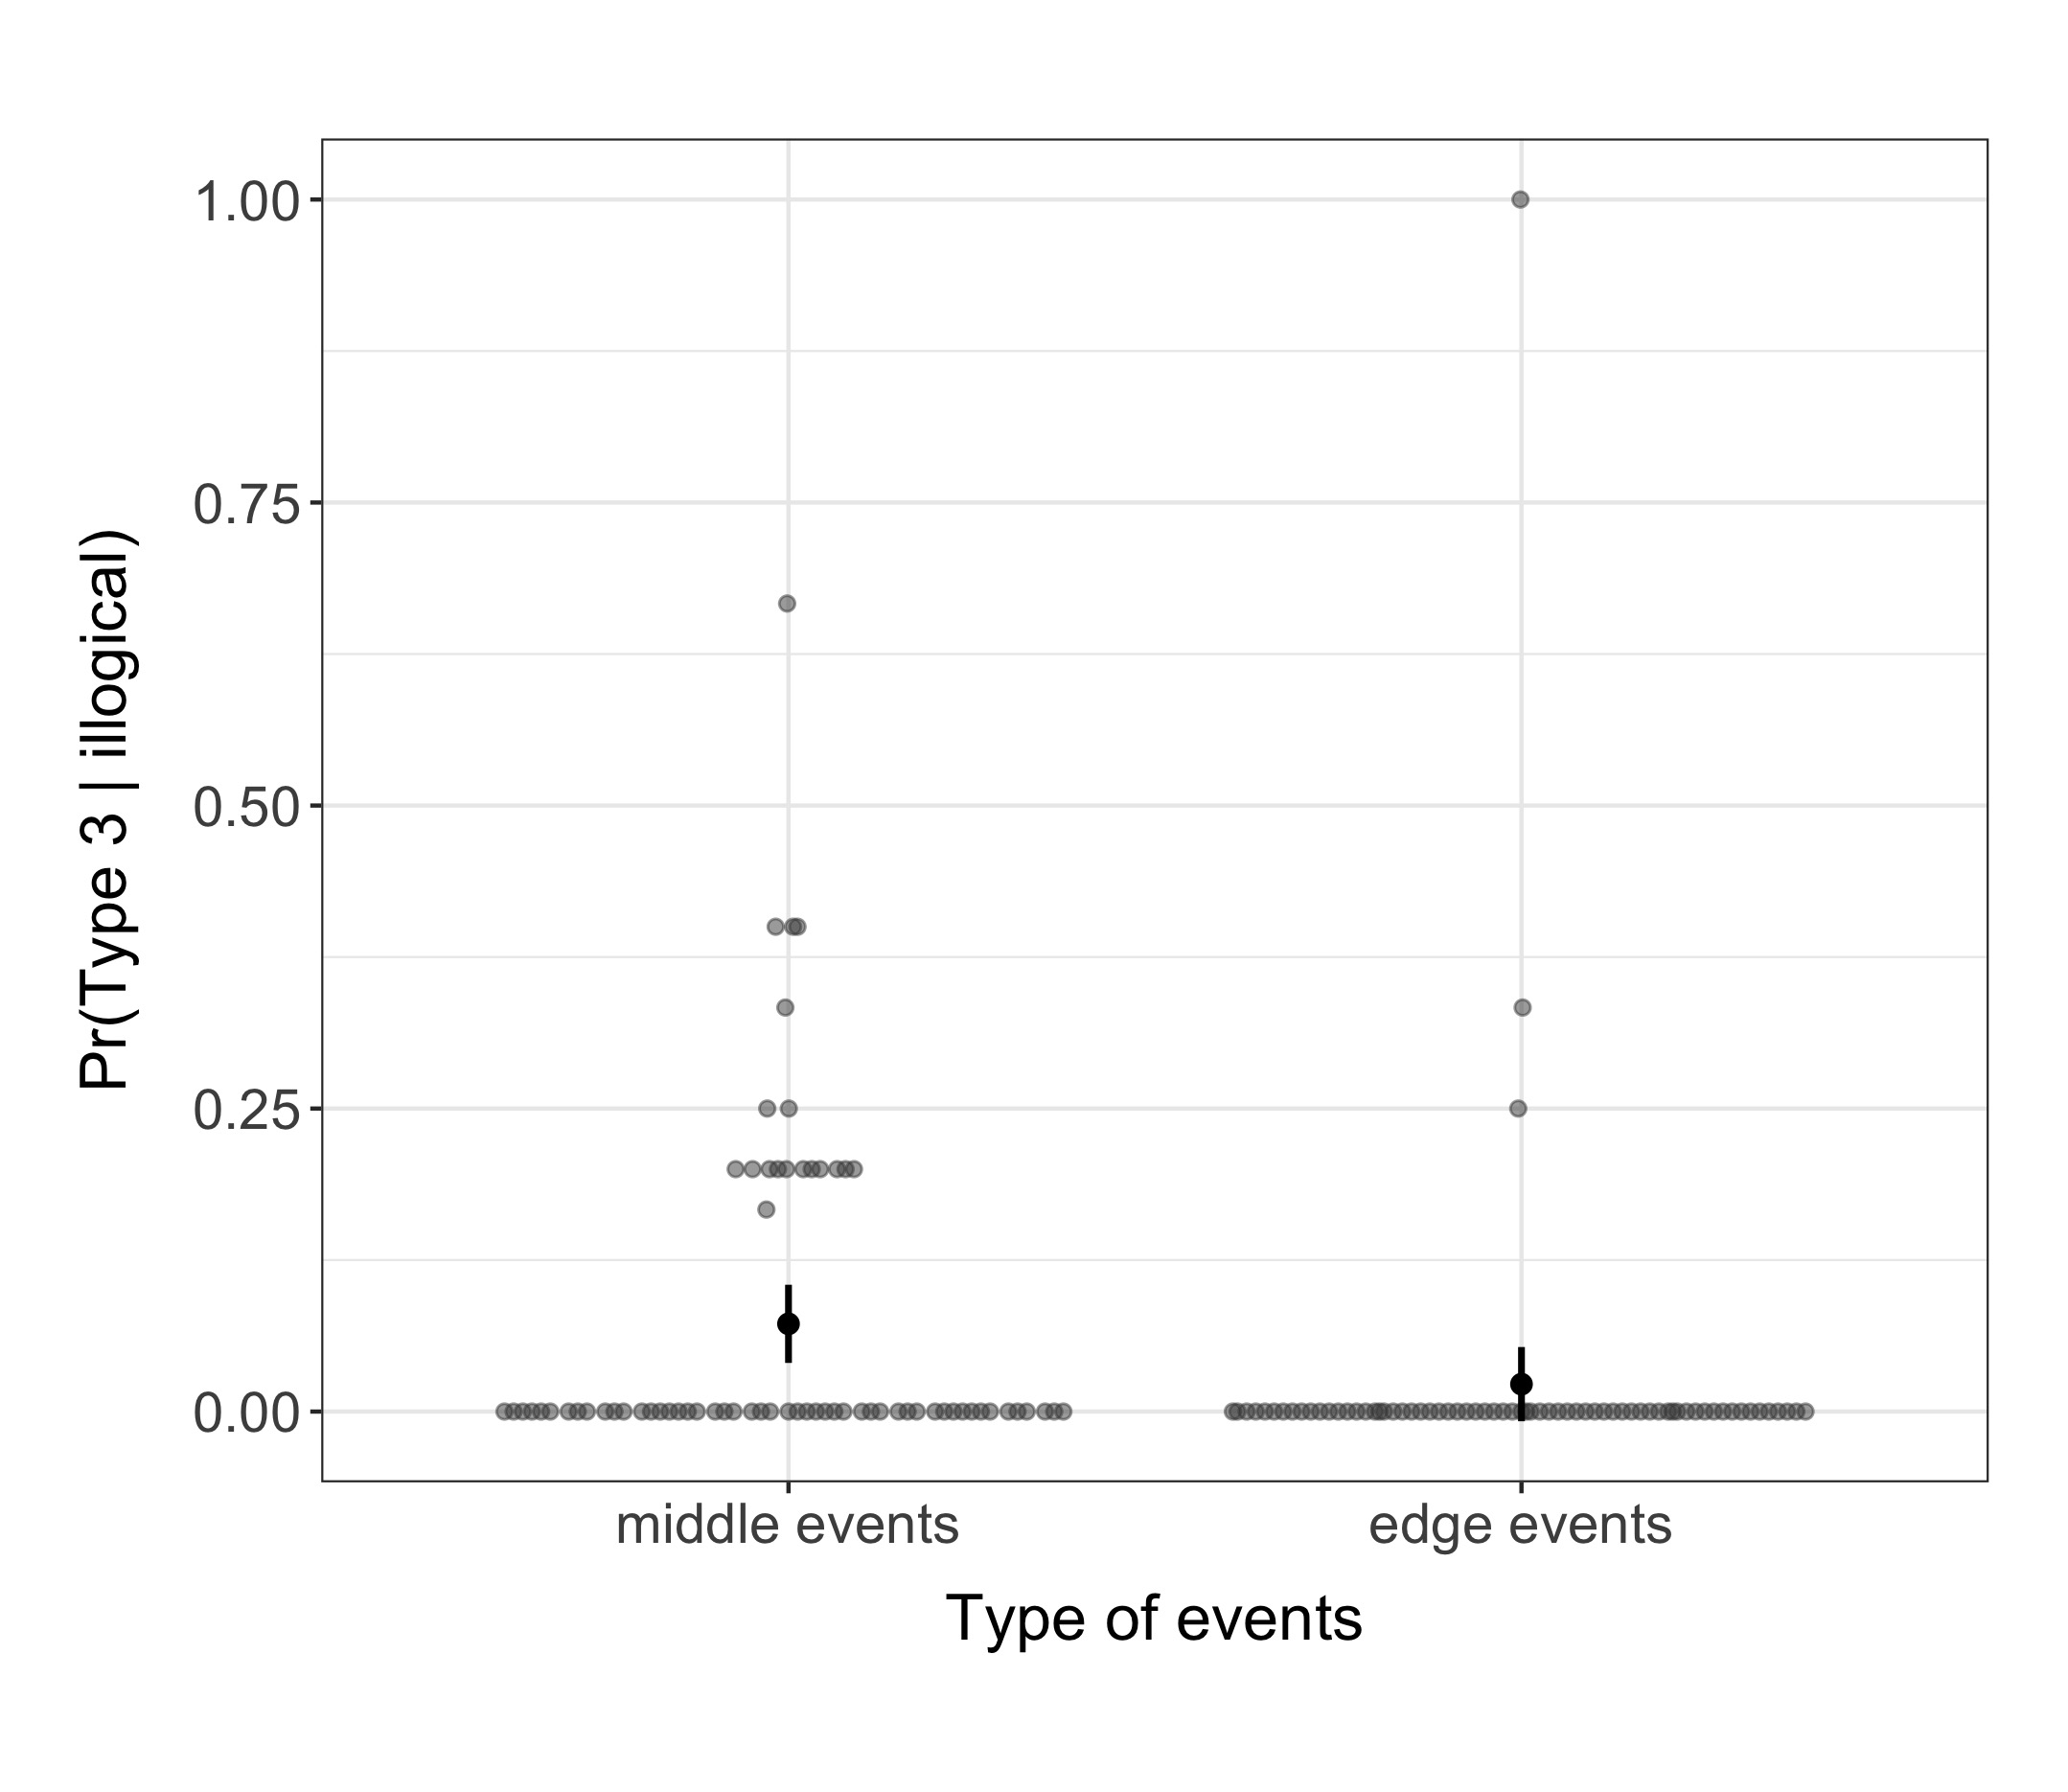 Pr(Type 3 | illogical)
1.00
0.75
0.50
0.25
0.00
middle events
edge events
Type of events